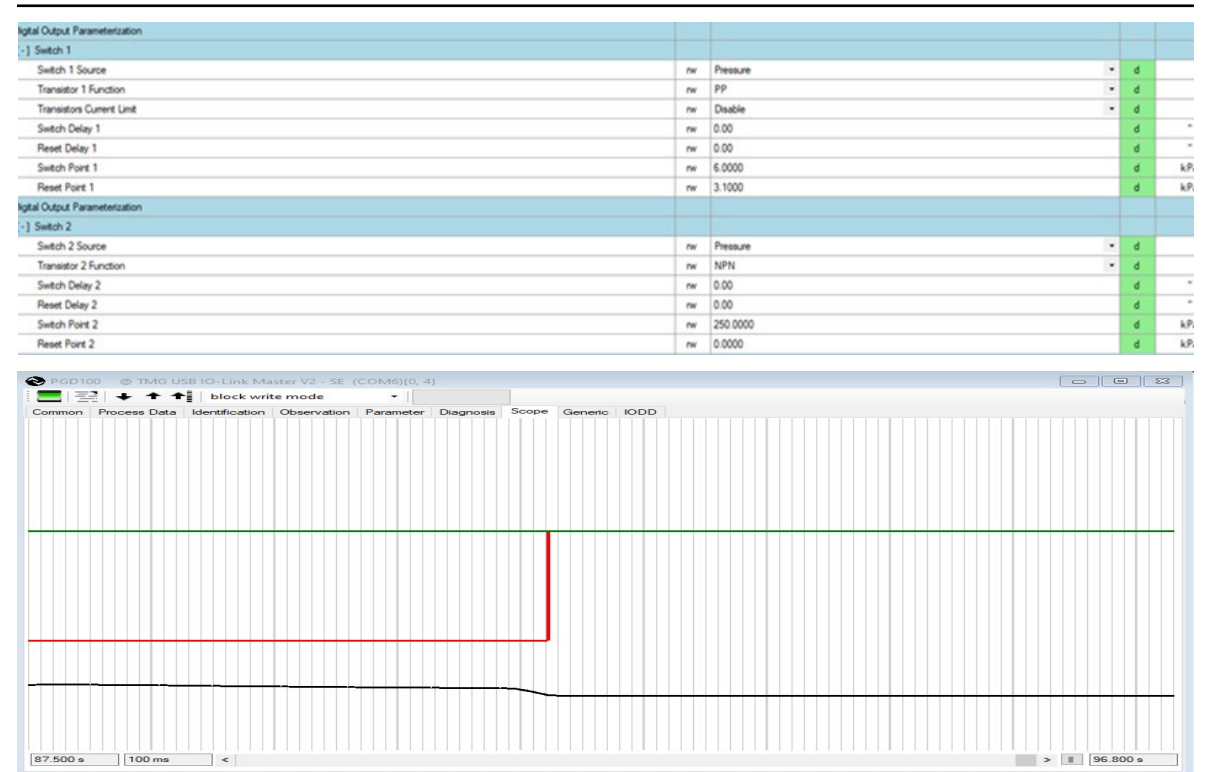 igital Output Parameterization
-] Switch 1
Switch 1 Source rw Pressure d
Transistor 1 Function rw PP d
Transistors Current Limit rw Disable d
Switch Delay 1 rw 0.00 d "
Reset Delay 1 rw 0.00 d "
Switch Point 1 rw 6.0000 d kPa
Reset Point 1 rw 3.1000 d kPa
igital Output Parameterization
-] Switch 2
Switch 2 Source rw Pressure d
Transistor 2 Function rw NPN d
Switch Delay 2 rw 0.00 d "
Reset Delay 2 rw 0.00 d "
Switch Point 2 rw 250.0000 d kPa
Reset Point 2 rw 0.0000 d kPa
PGD100 @ TMG USB IO-Link Master V2 - SE (COM6)[0, 4]
block write mode
Common Process Data Identification Observation Parameter Diagnosis Scope Generic IODD
87.500 s 100 ms < > II 96.800 s